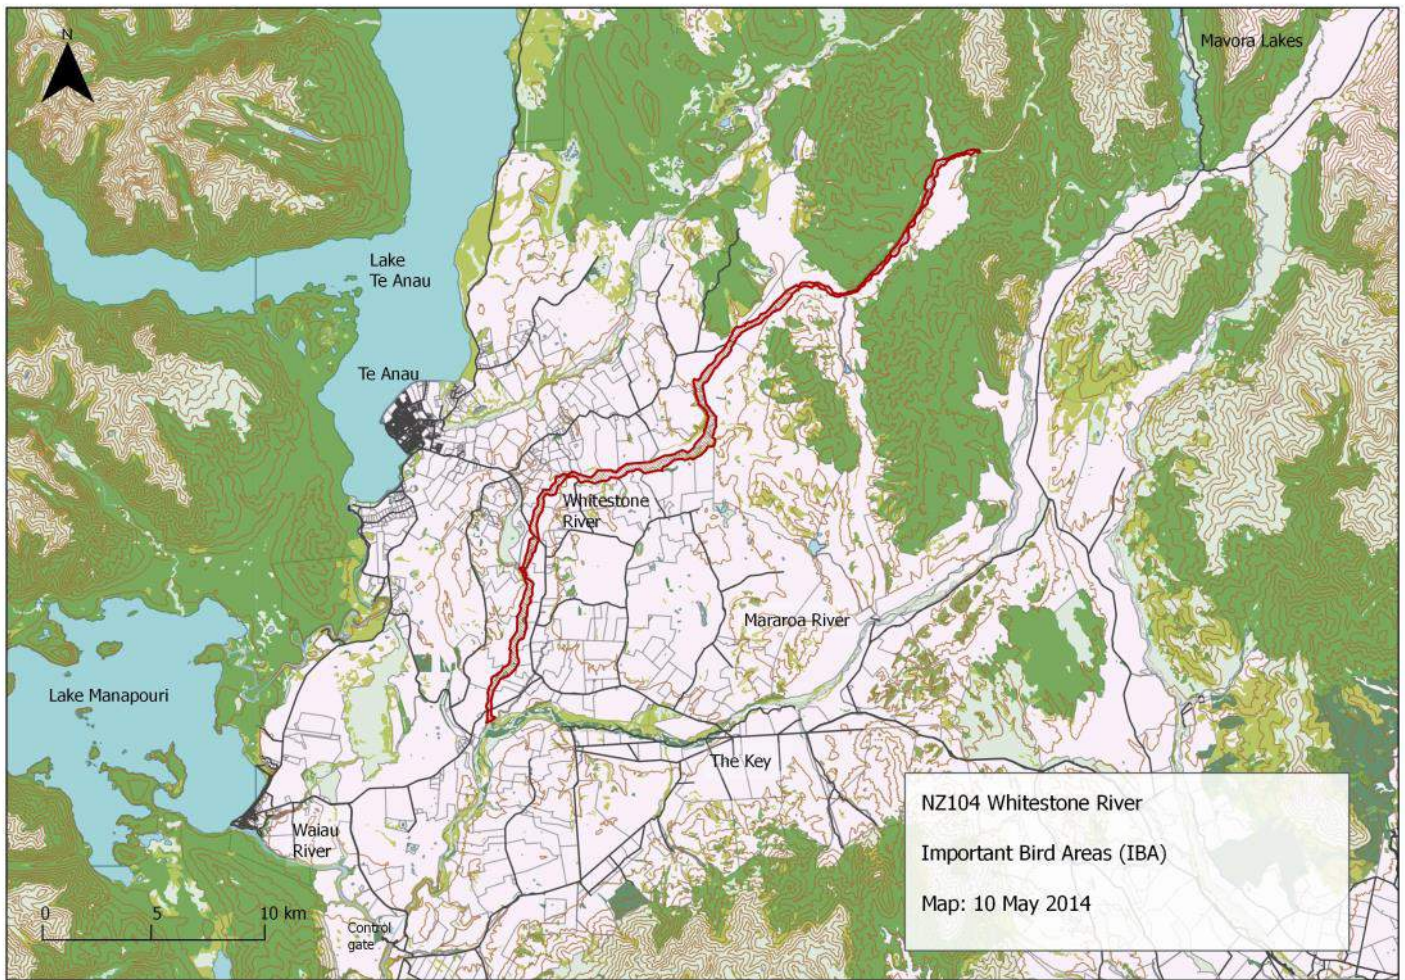 N
Mavora Lakes
Lake
Te Anau
Te Anau
Whitestone
River
Mararoa River
Lake Manapouri
The Key
Waiau
River
Control
gate
0 5 10 km
NZ104 Whitestone River
Important Bird Areas (IBA)
Map: 10 May 2014